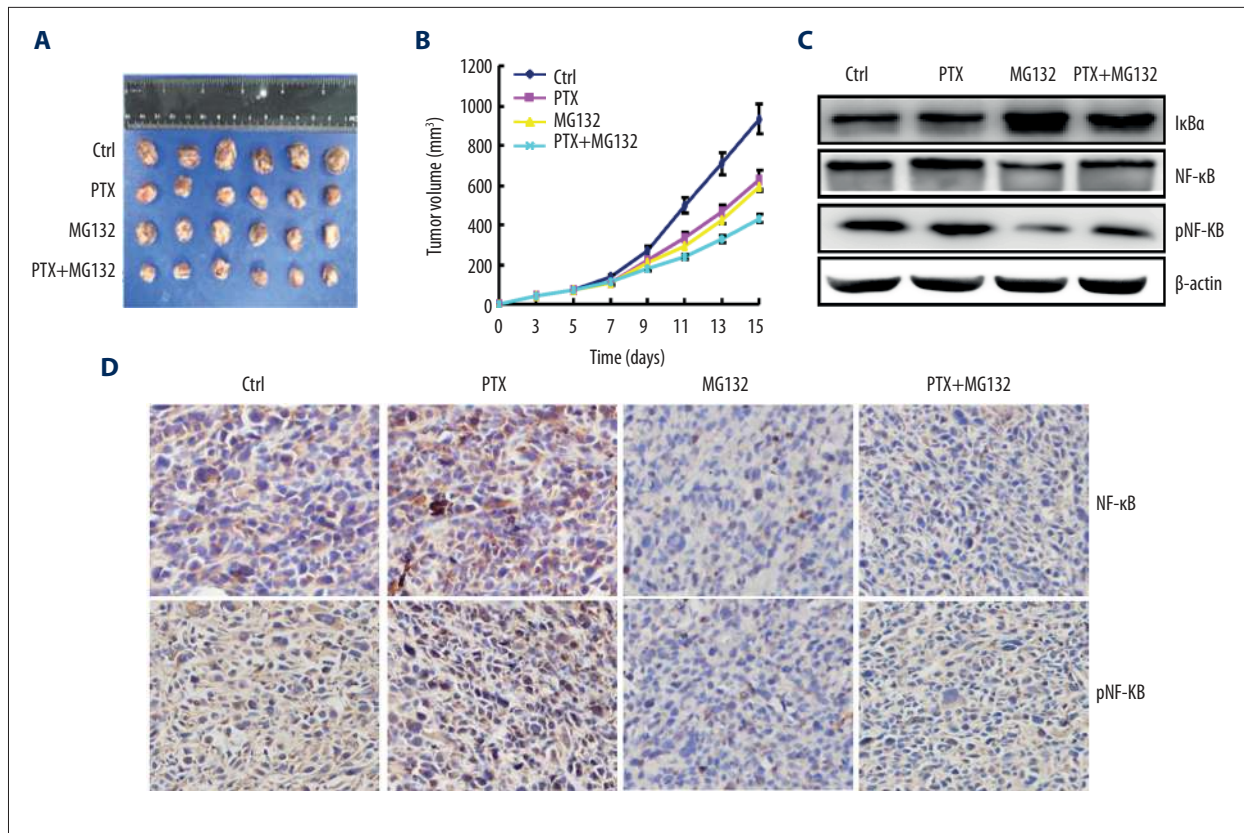 A
Ctrl
PTX
MG132
PTX+MG132
B
Tumor volume (mm³)
1200
1000
800
600
400
200
0
Ctrl
PTX
MG132
PTX+MG132
0 3 5 7 9 11 13 15
Time (days)
C
Ctrl PTX MG132 PTX+MG132
IκBα
NF-κB
pNF-KB
β-actin
D
Ctrl PTX MG132 PTX+MG132
NF-κB
pNF-KB